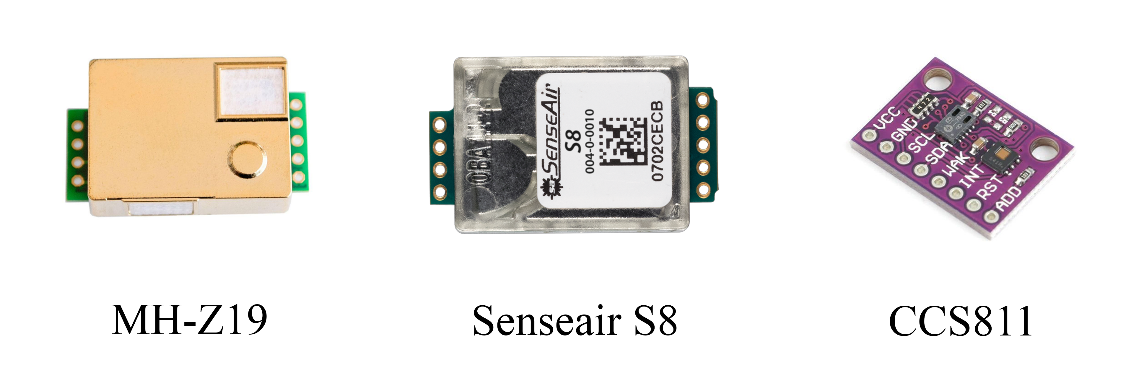 SenseAir
S8
004-0-0010
0702CECB
VCC
GND
SCL
SDA
WAK
INT
RST
ADD
MH-Z19
Senseair S8
CCS811